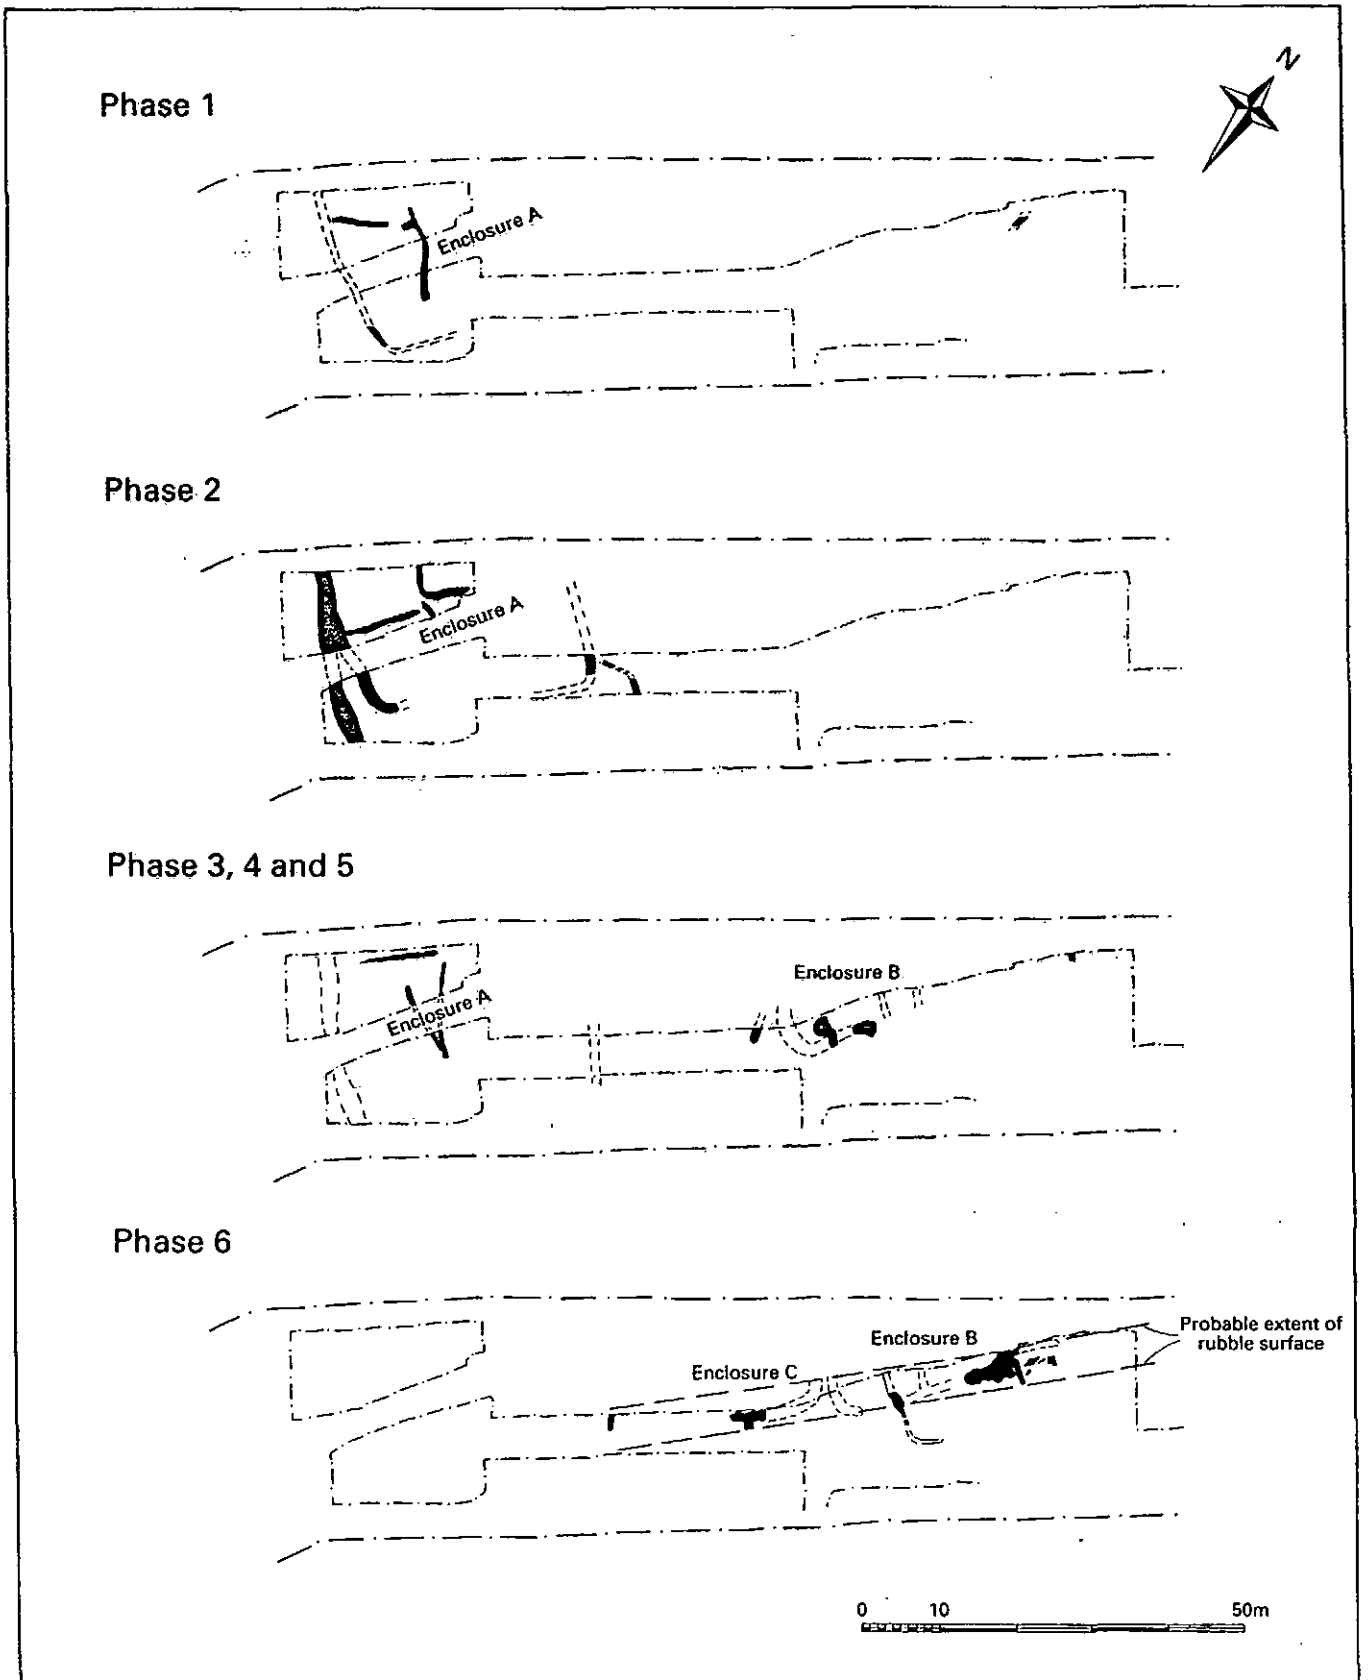 N
Phase 1
Enclosure A
Phase 2
Enclosure A
Phase 3, 4 and 5
Enclosure B
Enclosure A
Phase 6
Probable extent of
rubble surface
Enclosure B
Enclosure C
0 10 50m